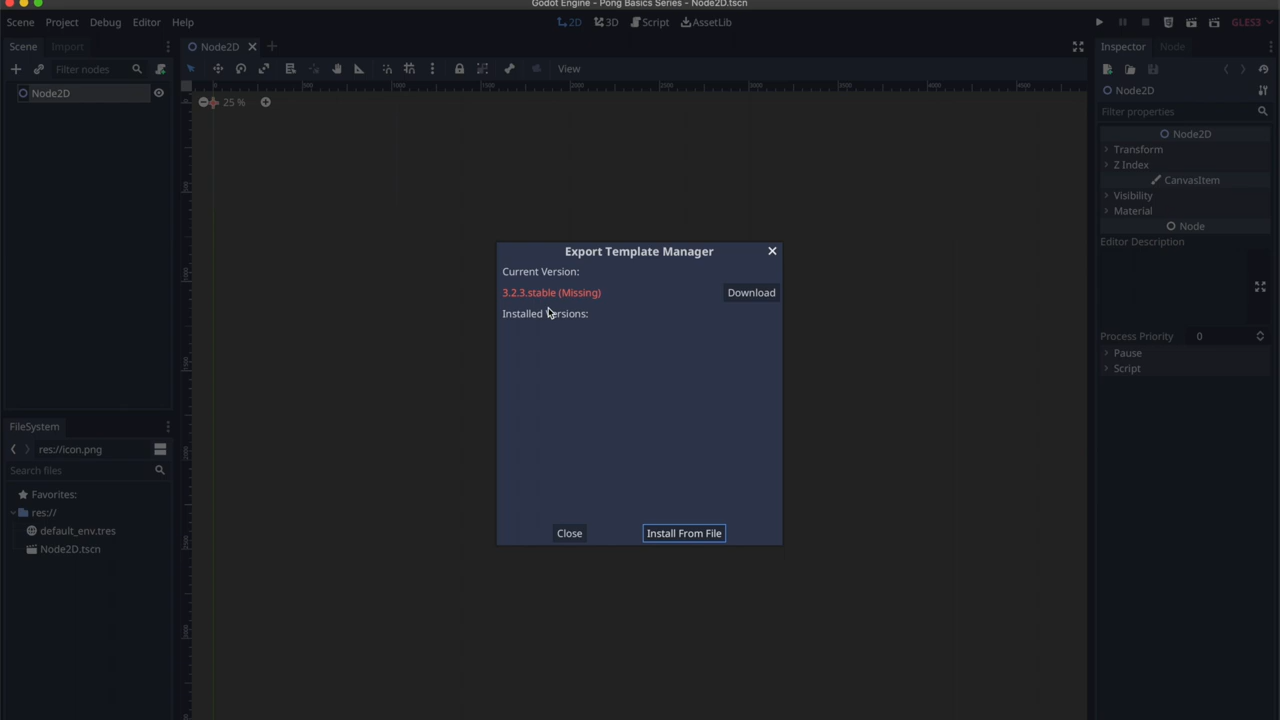 Godot Engine - Pong Basics Series - Node2D.tscn
Scene Project Debug Editor Help
2D 3D Script AssetLib
GLES3
Scene Import
Node2D
Inspector Node
Filter nodes
View
Node2D
Node2D
25 %
Filter properties
Node2D
Transform
Z Index
CanvasItem
Visibility
Material
Node
Editor Description
Process Priority 0
Pause
Script
Export Template Manager
Current Version:
3.2.3.stable (Missing) Download
Installed Versions:
Close Install From File
FileSystem
res://icon.png
Search files
Favorites:
res://
default_env.tres
Node2D.tscn